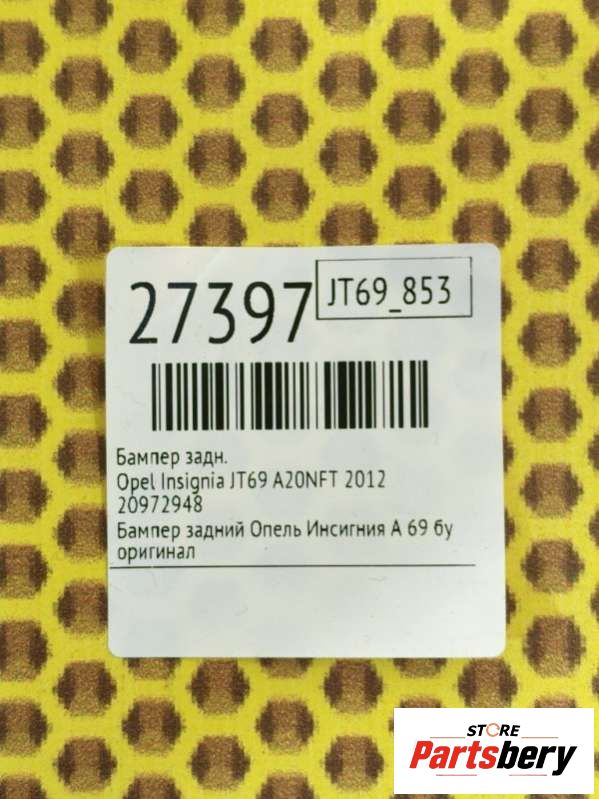 27397
JT69_853
Бампер задн.
Opel Insignia JT69 A20NFT 2012
20972948
Бампер задний Опель Инсигния А 69 бу
оригинал
STORE
Partsbery